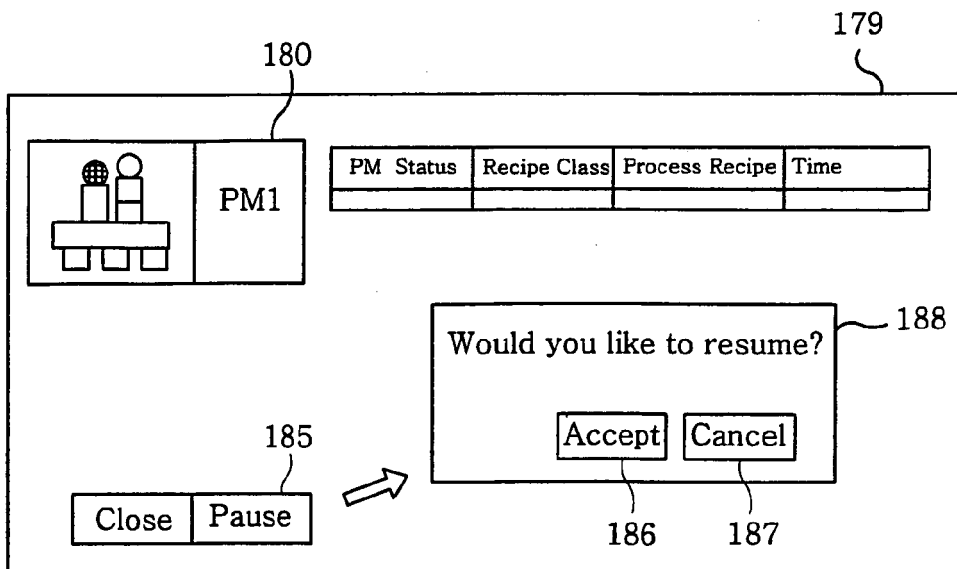 179
180
PM1
PM Status Recipe Class Process Recipe Time
188
Would you like to resume?
Accept Cancel
185
Close Pause
186 187